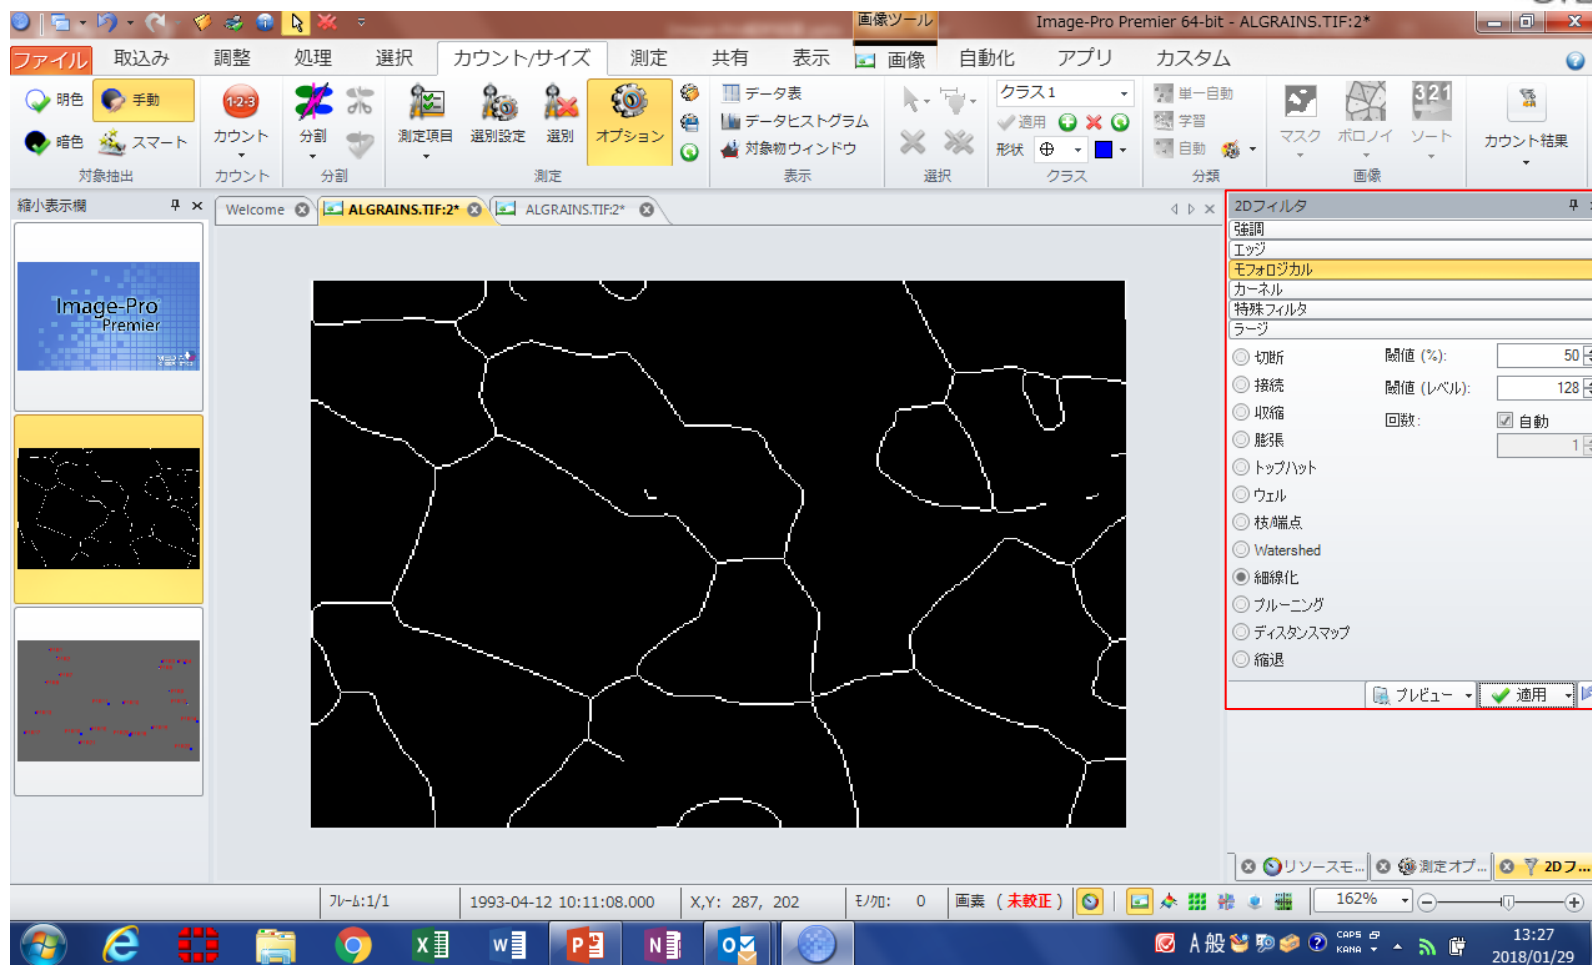 画像ツール
Image-Pro Premier 64-bit - ALGRAINS.TIF:2*
ファイル 取込み 調整 処理 選択 カウント/サイズ 測定 共有 表示 画像 自動化 アプリ カスタム
明色 手動
暗色 スマート
対象抽出
1-2-3
カウント
カウント
分割
分割
測定項目 選別設定 選別 オプション
測定
データ表
データヒストグラム
対象物ウィンドウ
表示
選択
クラス1
適用
形状
クラス
単一自動
学習
自動
分類
マスク ボロノイ 321 ソート
画像
カウント結果
縮小表示欄
Welcome ALGRAINS.TIF:2* ALGRAINS.TIF:2*
Image-Pro
Premier
2Dフィルタ
強調
エッジ
モフォロジカル
カーネル
特殊フィルタ
ラージ
切断 閾値 (%): 50
接続 閾値 (レベル): 128
収縮 回数: 自動
膨張 1
トップハット
ウェル
枝/端点
Watershed
細線化
プルーニング
ディスタンスマップ
縮退
プレビュー 適用
リソースモ... 測定オプ... 2Dフ...
フレーム:1/1 1993-04-12 10:11:08.000 X,Y: 287, 202 モノクロ: 0 画素 (未較正) 162%
A 般 CAPS KANA
13:27
2018/01/29